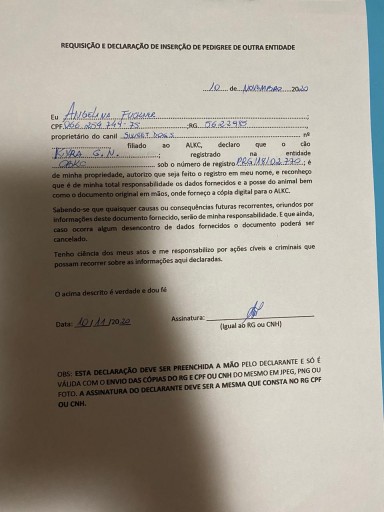 REQUISIÇÃO E DECLARAÇÃO DE INSERÇÃO DE PEDIGREE DE OUTRA ENTIDADE
10 de NOVEMBRO 2020
Eu ANGELINA
CPF 066.259.744-75 ;RG 5622985
proprietário do canil SWEET DOGS nº
filiado ao ALKC, declaro que o cão
KYRA G. N. ; registrado na entidade
sob o número de registro PRG118/02.770; é
de minha propriedade, autorizo que seja feito o registro em meu nome, e reconheço
que é de minha total responsabilidade os dados fornecidos e a posse do animal bem
como o documento original em mãos, onde forneço a cópia digital para o ALKC.
Sabendo-se que quaisquer causas ou consequências futuras recorrentes, oriundos por
informações deste documento fornecido, serão de minha responsabilidade. E que ainda,
caso ocorra algum desencontro de dados fornecidos o documento poderá ser
cancelado.
Tenho ciência dos meus atos e me responsabilizo por ações cíveis e criminais que
possam recorrer sobre as informações aqui declaradas.
O acima descrito é verdade e dou fé
Data: 10/11/2020 Assinatura:
(Igual ao RG ou CNH)
OBS: ESTA DECLARAÇÃO DEVE SER PREENCHIDA A MÃO PELO DECLARANTE E SÓ É
VÁLIDA COM O ENVIO DAS CÓPIAS DO RG E CPF OU CNH DO MESMO EM JPEG, PNG OU
FOTO. A ASSINATURA DO DECLARANTE DEVE SER A MESMA QUE CONSTA NO RG CPF
OU CNH.